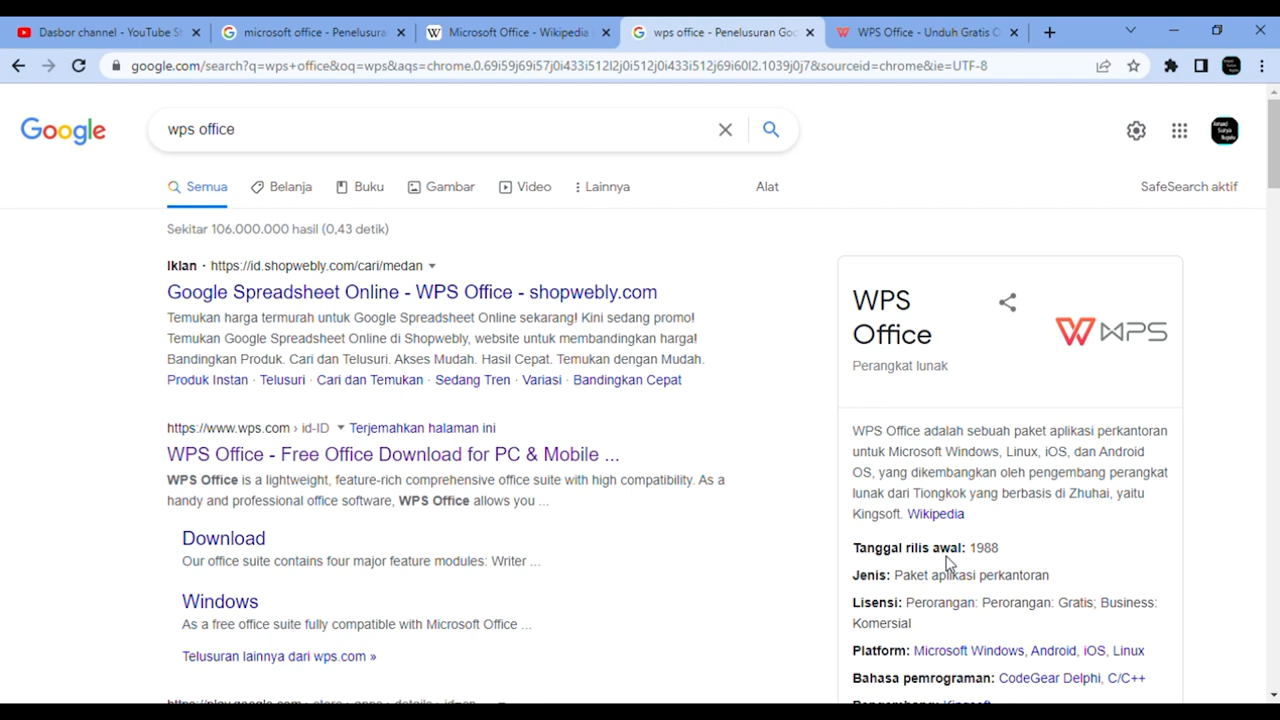 Dasbor channel - YouTube S
microsoft office - Penelusura
Microsoft Office - Wikipedia
wps office - Penelusuran Goo
WPS Office - Unduh Gratis O
google.com/search?q=wps+office&oq=wps&aqs=chrome.0.69i59j69i57j0i433i512l2j0i512j0i433i512j69i60l2.1039j0j7&sourceid=chrome&ie=UTF-8
Google
wps office
Semua
Belanja
Buku
Gambar
Video
Lainnya
Alat
SafeSearch aktif
Sekitar 106.000.000 hasil (0,43 detik)
Iklan · https://id.shopwebly.com/cari/medan
Google Spreadsheet Online - WPS Office - shopwebly.com
Temukan harga termurah untuk Google Spreadsheet Online sekarang! Kini sedang promo!
Temukan Google Spreadsheet Online di Shopwebly, website untuk membandingkan harga!
Bandingkan Produk. Cari dan Telusuri. Akses Mudah. Hasil Cepat. Temukan dengan Mudah.
Produk Instan · Telusuri · Cari dan Temukan · Sedang Tren · Variasi · Bandingkan Cepat
https://www.wps.com › id-ID Terjemahkan halaman ini
WPS Office - Free Office Download for PC & Mobile ...
WPS Office is a lightweight, feature-rich comprehensive office suite with high compatibility. As a
handy and professional office software, WPS Office allows you ...
Download
Our office suite contains four major feature modules: Writer ...
Windows
As a free office suite fully compatible with Microsoft Office ...
Telusuran lainnya dari wps.com »
WPS
Office
WPS
Perangkat lunak
WPS Office adalah sebuah paket aplikasi perkantoran
untuk Microsoft Windows, Linux, iOS, dan Android
OS, yang dikembangkan oleh pengembang perangkat
lunak dari Tiongkok yang berbasis di Zhuhai, yaitu
Kingsoft. Wikipedia
Tanggal rilis awal: 1988
Jenis: Paket aplikasi perkantoran
Lisensi: Perorangan: Perorangan: Gratis; Business:
Komersial
Platform: Microsoft Windows, Android, iOS, Linux
Bahasa pemrograman: CodeGear Delphi, C/C++